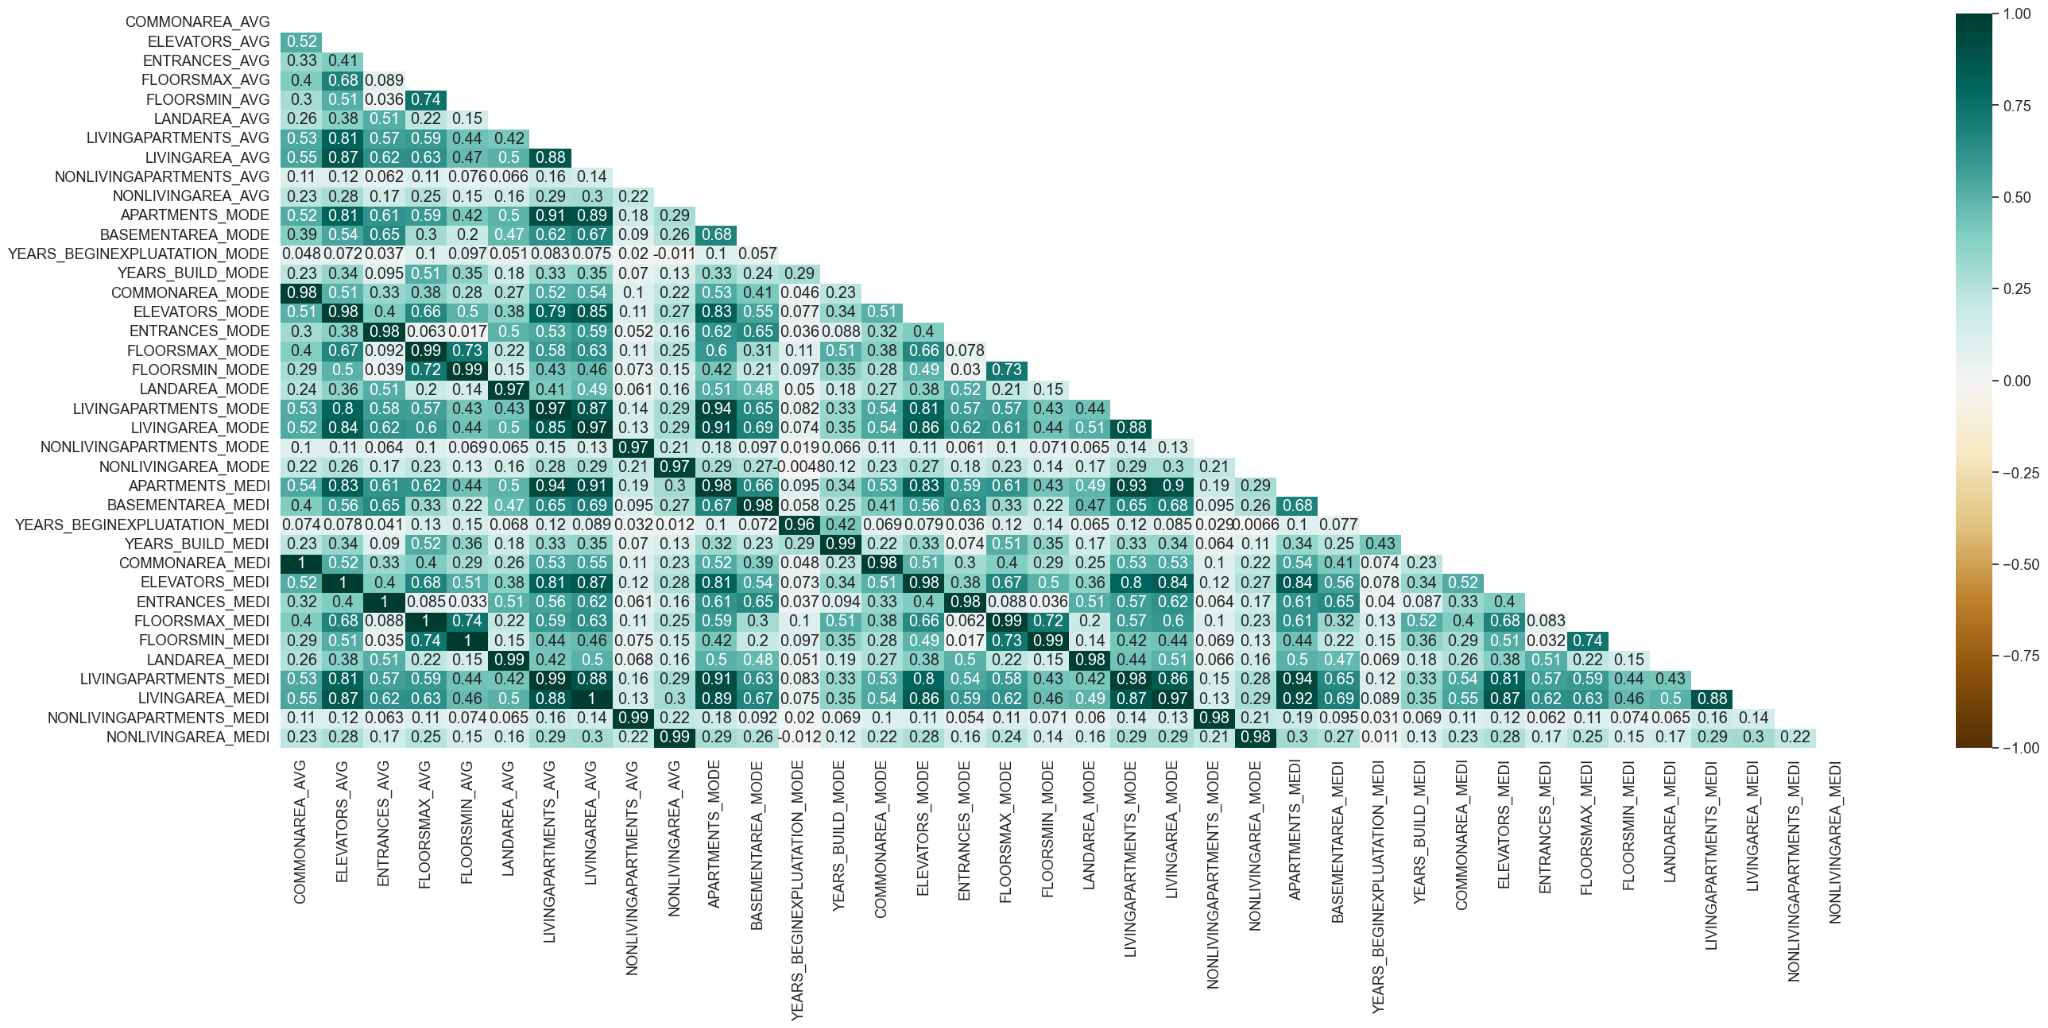 COMMONAREA_AVG
ELEVATORS_AVG 0.52
ENTRANCES_AVG 0.33 0.41
FLOORSMAX_AVG 0.4 0.68 0.089
FLOORSMIN_AVG 0.3 0.51 0.036 0.74
LANDAREA_AVG 0.26 0.38 0.51 0.22 0.15
LIVINGAPARTMENTS_AVG 0.53 0.81 0.57 0.59 0.44 0.42
LIVINGAREA_AVG 0.55 0.87 0.62 0.63 0.47 0.5 0.88
NONLIVINGAPARTMENTS_AVG 0.11 0.12 0.062 0.11 0.076 0.066 0.16 0.14
NONLIVINGAREA_AVG 0.23 0.28 0.17 0.25 0.15 0.16 0.29 0.3 0.22
APARTMENTS_MODE 0.52 0.81 0.61 0.59 0.42 0.5 0.91 0.89 0.18 0.29
BASEMENTAREA_MODE 0.39 0.54 0.65 0.3 0.2 0.47 0.62 0.67 0.09 0.26 0.68
YEARS_BEGINEXPLUATATION_MODE 0.048 0.072 0.037 0.1 0.097 0.051 0.083 0.075 0.02 -0.011 0.1 0.057
YEARS_BUILD_MODE 0.23 0.34 0.095 0.51 0.35 0.18 0.33 0.35 0.07 0.13 0.33 0.24 0.29
COMMONAREA_MODE 0.98 0.51 0.33 0.38 0.28 0.27 0.52 0.54 0.1 0.22 0.53 0.41 0.046 0.23
ELEVATORS_MODE 0.51 0.98 0.4 0.66 0.5 0.38 0.79 0.85 0.11 0.27 0.83 0.55 0.077 0.34 0.51
ENTRANCES_MODE 0.3 0.38 0.98 0.063 0.017 0.5 0.53 0.59 0.052 0.16 0.62 0.65 0.036 0.088 0.32 0.4
FLOORSMAX_MODE 0.4 0.67 0.092 0.99 0.73 0.22 0.58 0.63 0.11 0.25 0.6 0.31 0.11 0.51 0.38 0.66 0.078
FLOORSMIN_MODE 0.29 0.5 0.039 0.72 0.99 0.15 0.43 0.46 0.073 0.15 0.42 0.21 0.097 0.35 0.28 0.49 0.03 0.73
LANDAREA_MODE 0.24 0.36 0.51 0.2 0.14 0.97 0.41 0.49 0.061 0.16 0.51 0.48 0.05 0.18 0.27 0.38 0.52 0.21 0.15
LIVINGAPARTMENTS_MODE 0.53 0.8 0.58 0.57 0.43 0.43 0.97 0.87 0.14 0.29 0.94 0.65 0.082 0.33 0.54 0.81 0.57 0.57 0.43 0.44
LIVINGAREA_MODE 0.52 0.84 0.62 0.6 0.44 0.5 0.85 0.97 0.13 0.29 0.91 0.69 0.074 0.35 0.54 0.86 0.62 0.61 0.44 0.51 0.88
NONLIVINGAPARTMENTS_MODE 0.1 0.11 0.064 0.1 0.069 0.065 0.15 0.13 0.97 0.21 0.18 0.097 0.019 0.066 0.11 0.11 0.061 0.1 0.071 0.065 0.14 0.13
NONLIVINGAREA_MODE 0.22 0.26 0.17 0.23 0.13 0.16 0.28 0.29 0.21 0.97 0.29 0.27 -0.0048 0.12 0.23 0.27 0.18 0.23 0.14 0.17 0.29 0.3 0.21
APARTMENTS_MEDI 0.54 0.83 0.61 0.62 0.44 0.5 0.94 0.91 0.19 0.3 0.98 0.66 0.095 0.34 0.53 0.83 0.59 0.61 0.43 0.49 0.93 0.9 0.19 0.29
BASEMENTAREA_MEDI 0.4 0.56 0.65 0.33 0.22 0.47 0.65 0.69 0.095 0.27 0.67 0.98 0.058 0.25 0.41 0.56 0.63 0.33 0.22 0.47 0.65 0.68 0.095 0.26 0.68
YEARS_BEGINEXPLUATATION_MEDI 0.074 0.078 0.041 0.13 0.15 0.068 0.12 0.089 0.032 0.012 0.1 0.072 0.96 0.42 0.069 0.079 0.036 0.12 0.14 0.065 0.12 0.085 0.029 0.0066 0.1 0.077
YEARS_BUILD_MEDI 0.23 0.34 0.09 0.52 0.36 0.18 0.33 0.35 0.07 0.13 0.32 0.23 0.29 0.99 0.22 0.33 0.074 0.51 0.35 0.17 0.33 0.34 0.064 0.11 0.34 0.25 0.43
COMMONAREA_MEDI 1 0.52 0.33 0.4 0.29 0.26 0.53 0.55 0.11 0.23 0.52 0.39 0.048 0.23 0.98 0.51 0.3 0.4 0.29 0.25 0.53 0.53 0.1 0.22 0.54 0.41 0.074 0.23
ELEVATORS_MEDI 0.52 1 0.4 0.68 0.51 0.38 0.81 0.87 0.12 0.28 0.81 0.54 0.073 0.34 0.51 0.98 0.38 0.67 0.5 0.36 0.8 0.84 0.12 0.27 0.84 0.56 0.078 0.34 0.52
ENTRANCES_MEDI 0.32 0.4 1 0.085 0.033 0.51 0.56 0.62 0.061 0.16 0.61 0.65 0.037 0.094 0.33 0.4 0.98 0.088 0.036 0.51 0.57 0.62 0.064 0.17 0.61 0.65 0.04 0.087 0.33 0.4
FLOORSMAX_MEDI 0.4 0.68 0.088 1 0.74 0.22 0.59 0.63 0.11 0.25 0.59 0.3 0.1 0.51 0.38 0.66 0.062 0.99 0.72 0.2 0.57 0.6 0.1 0.23 0.61 0.32 0.13 0.52 0.4 0.68 0.083
FLOORSMIN_MEDI 0.29 0.51 0.035 0.74 1 0.15 0.44 0.46 0.075 0.15 0.42 0.2 0.097 0.35 0.28 0.49 0.017 0.73 0.99 0.14 0.42 0.44 0.069 0.13 0.44 0.22 0.15 0.36 0.29 0.51 0.032 0.74
LANDAREA_MEDI 0.26 0.38 0.51 0.22 0.15 0.99 0.42 0.5 0.068 0.16 0.5 0.48 0.051 0.19 0.27 0.38 0.5 0.22 0.15 0.98 0.44 0.51 0.066 0.16 0.5 0.47 0.069 0.18 0.26 0.38 0.51 0.22 0.15
LIVINGAPARTMENTS_MEDI 0.53 0.81 0.57 0.59 0.44 0.42 0.99 0.88 0.16 0.29 0.91 0.63 0.083 0.33 0.53 0.8 0.54 0.58 0.43 0.42 0.98 0.86 0.15 0.28 0.94 0.65 0.12 0.33 0.53 0.81 0.57 0.59 0.44 0.43
LIVINGAREA_MEDI 0.55 0.87 0.62 0.63 0.46 0.5 0.88 1 0.13 0.3 0.89 0.67 0.075 0.35 0.54 0.86 0.59 0.62 0.46 0.49 0.87 0.97 0.13 0.29 0.92 0.69 0.089 0.35 0.55 0.87 0.62 0.63 0.46 0.5 0.88
NONLIVINGAPARTMENTS_MEDI 0.11 0.12 0.063 0.11 0.074 0.065 0.16 0.14 0.99 0.22 0.18 0.092 0.02 0.069 0.1 0.11 0.054 0.11 0.071 0.06 0.14 0.13 0.98 0.21 0.19 0.095 0.031 0.069 0.11 0.12 0.062 0.11 0.074 0.065 0.16 0.14
NONLIVINGAREA_MEDI 0.23 0.28 0.17 0.25 0.15 0.16 0.29 0.3 0.22 0.99 0.29 0.26 -0.012 0.12 0.22 0.28 0.16 0.24 0.14 0.16 0.29 0.29 0.21 0.98 0.3 0.27 0.011 0.13 0.23 0.28 0.17 0.25 0.15 0.17 0.29 0.3 0.22
COMMONAREA_AVG
ELEVATORS_AVG
ENTRANCES_AVG
FLOORSMAX_AVG
FLOORSMIN_AVG
LANDAREA_AVG
LIVINGAPARTMENTS_AVG
LIVINGAREA_AVG
NONLIVINGAPARTMENTS_AVG
NONLIVINGAREA_AVG
APARTMENTS_MODE
BASEMENTAREA_MODE
YEARS_BEGINEXPLUATATION_MODE
YEARS_BUILD_MODE
COMMONAREA_MODE
ELEVATORS_MODE
ENTRANCES_MODE
FLOORSMAX_MODE
FLOORSMIN_MODE
LANDAREA_MODE
LIVINGAPARTMENTS_MODE
LIVINGAREA_MODE
NONLIVINGAPARTMENTS_MODE
NONLIVINGAREA_MODE
APARTMENTS_MEDI
BASEMENTAREA_MEDI
YEARS_BEGINEXPLUATATION_MEDI
YEARS_BUILD_MEDI
COMMONAREA_MEDI
ELEVATORS_MEDI
ENTRANCES_MEDI
FLOORSMAX_MEDI
FLOORSMIN_MEDI
LANDAREA_MEDI
LIVINGAPARTMENTS_MEDI
LIVINGAREA_MEDI
NONLIVINGAPARTMENTS_MEDI
NONLIVINGAREA_MEDI
1.00
0.75
0.50
0.25
0.00
−0.25
−0.50
−0.75
−1.00